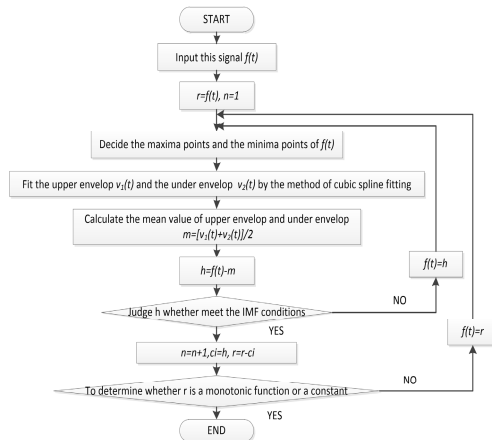 START
Input this signal f(t)
r=f(t), n=1
Decide the maxima points and the minima points of f(t)
Fit the upper envelop v₁(t) and the under envelop v₂(t) by the method of cubic spline fitting
Calculate the mean value of upper envelop and under envelop
m=[v₁(t)+v₂(t)]/2
h=f(t)-m
f(t)=h
Judge h whether meet the IMF conditions
NO
YES
f(t)=r
n=n+1,ci=h, r=r-ci
To determine whether r is a monotonic function or a constant
NO
YES
END